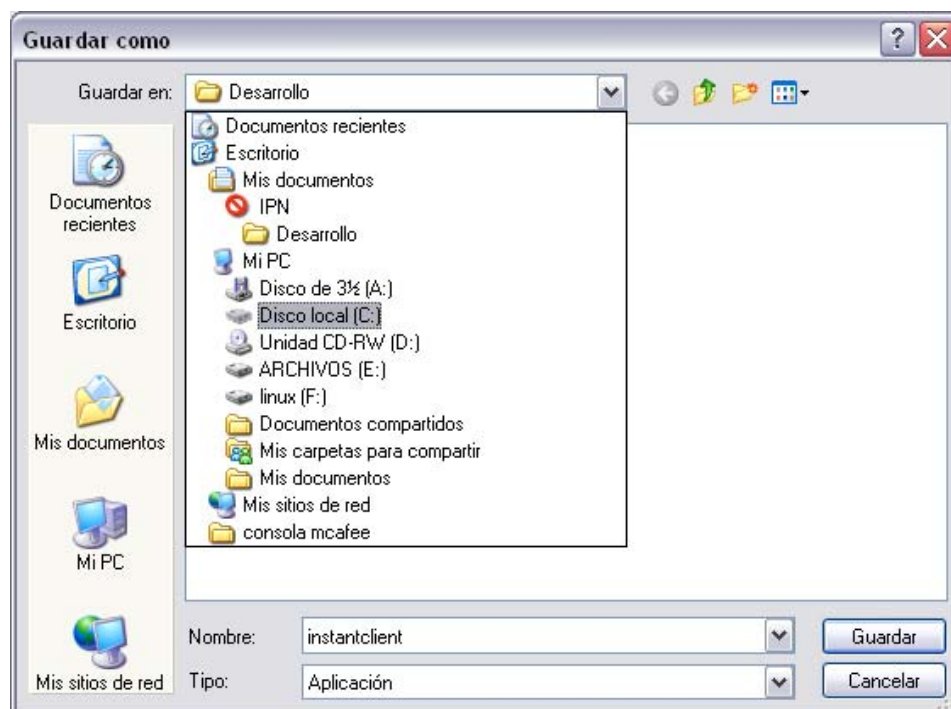 Guardar como
Guardar en:
Desarrollo
Documentos recientes
Escritorio
Mis documentos
IPN
Desarrollo
Mi PC
Disco de 3½ (A:)
Disco local (C:)
Unidad CD-RW (D:)
ARCHIVOS (E:)
linux (F:)
Documentos compartidos
Mis carpetas para compartir
Mis documentos
Mis sitios de red
consola mcafee
Documentos
recientes
Escritorio
Mis documentos
Mi PC
Mis sitios de red
Nombre:
instantclient
Guardar
Tipo:
Aplicación
Cancelar